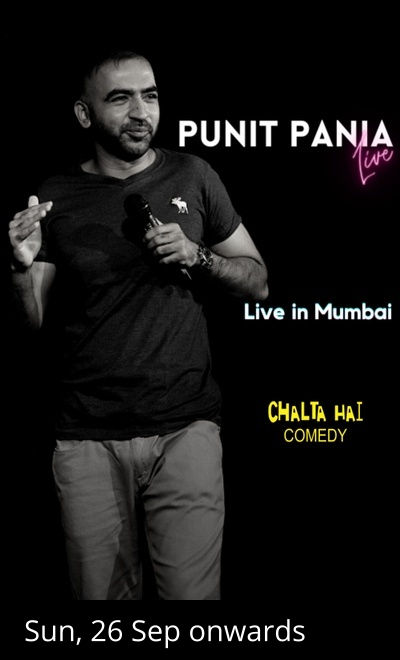 PUNIT PANIA
Live
Live in Mumbai
CHALTA HAI
COMEDY
Sun, 26 Sep onwards